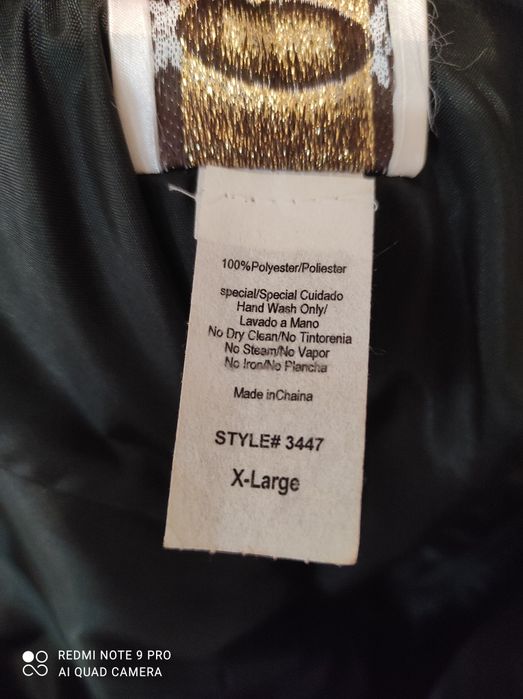 100%Polyester/Poliester
special/Special Cuidado
Hand Wash Only/
Lavado a Mano
No Dry Clean/No Tintorenia
No Steam/No Vapor
No Iron/No Plancha
Made inChaina
STYLE# 3447
X-Large
REDMI NOTE 9 PRO
AI QUAD CAMERA